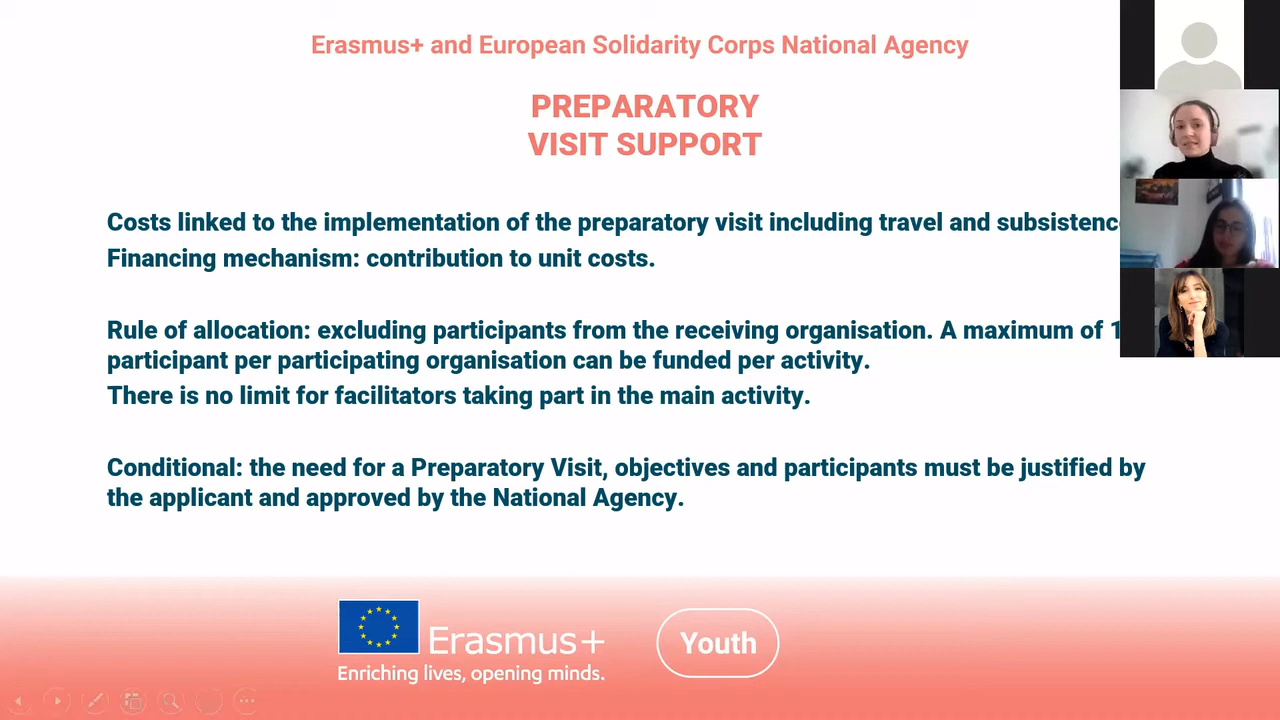 Erasmus+ and European Solidarity Corps National Agency
PREPARATORY
VISIT SUPPORT
Costs linked to the implementation of the preparatory visit including travel and subsistenc
Financing mechanism: contribution to unit costs.
Rule of allocation: excluding participants from the receiving organisation. A maximum of 1
participant per participating organisation can be funded per activity.
There is no limit for facilitators taking part in the main activity.
Conditional: the need for a Preparatory Visit, objectives and participants must be justified by
the applicant and approved by the National Agency.
Erasmus+
Enriching lives, opening minds.
Youth